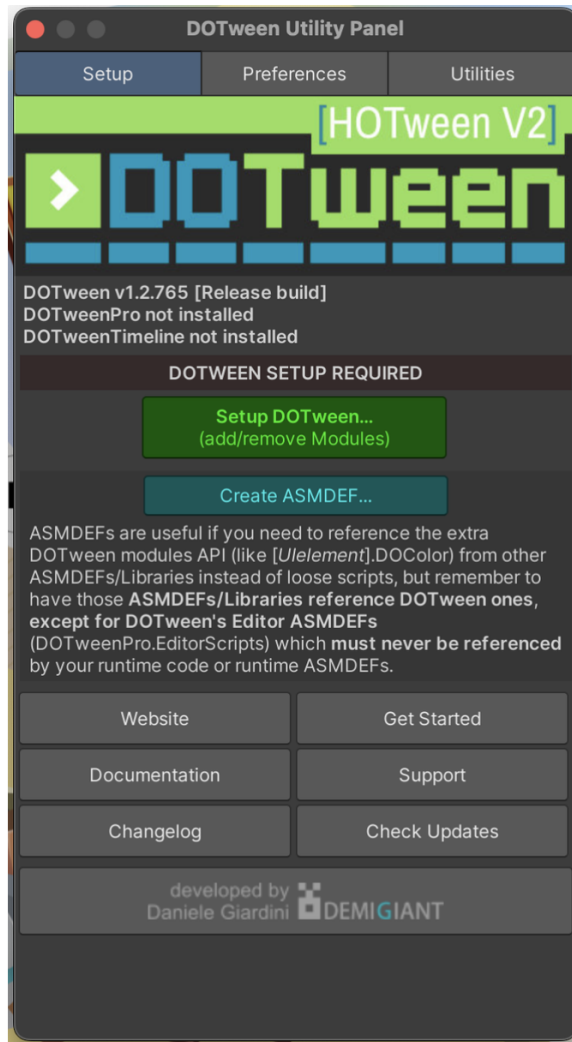 DOTween Utility Panel
Setup
Preferences
Utilities
[HOTween V2]
DOTween
DOTween v1.2.765 [Release build]
DOTweenPro not installed
DOTweenTimeline not installed
DOTWEEN SETUP REQUIRED
Setup DOTween...
(add/remove Modules)
Create ASMDEF...
ASMDEFs are useful if you need to reference the extra
DOTween modules API (like [UIelement].DOColor) from other
ASMDEFs/Libraries instead of loose scripts, but remember to
have those ASMDEFs/Libraries reference DOTween ones,
except for DOTween's Editor ASMDEFs
(DOTweenPro.EditorScripts) which must never be referenced
by your runtime code or runtime ASMDEFs.
Website
Get Started
Documentation
Support
Changelog
Check Updates
developed by
Daniele Giardini
DEMIGIANT